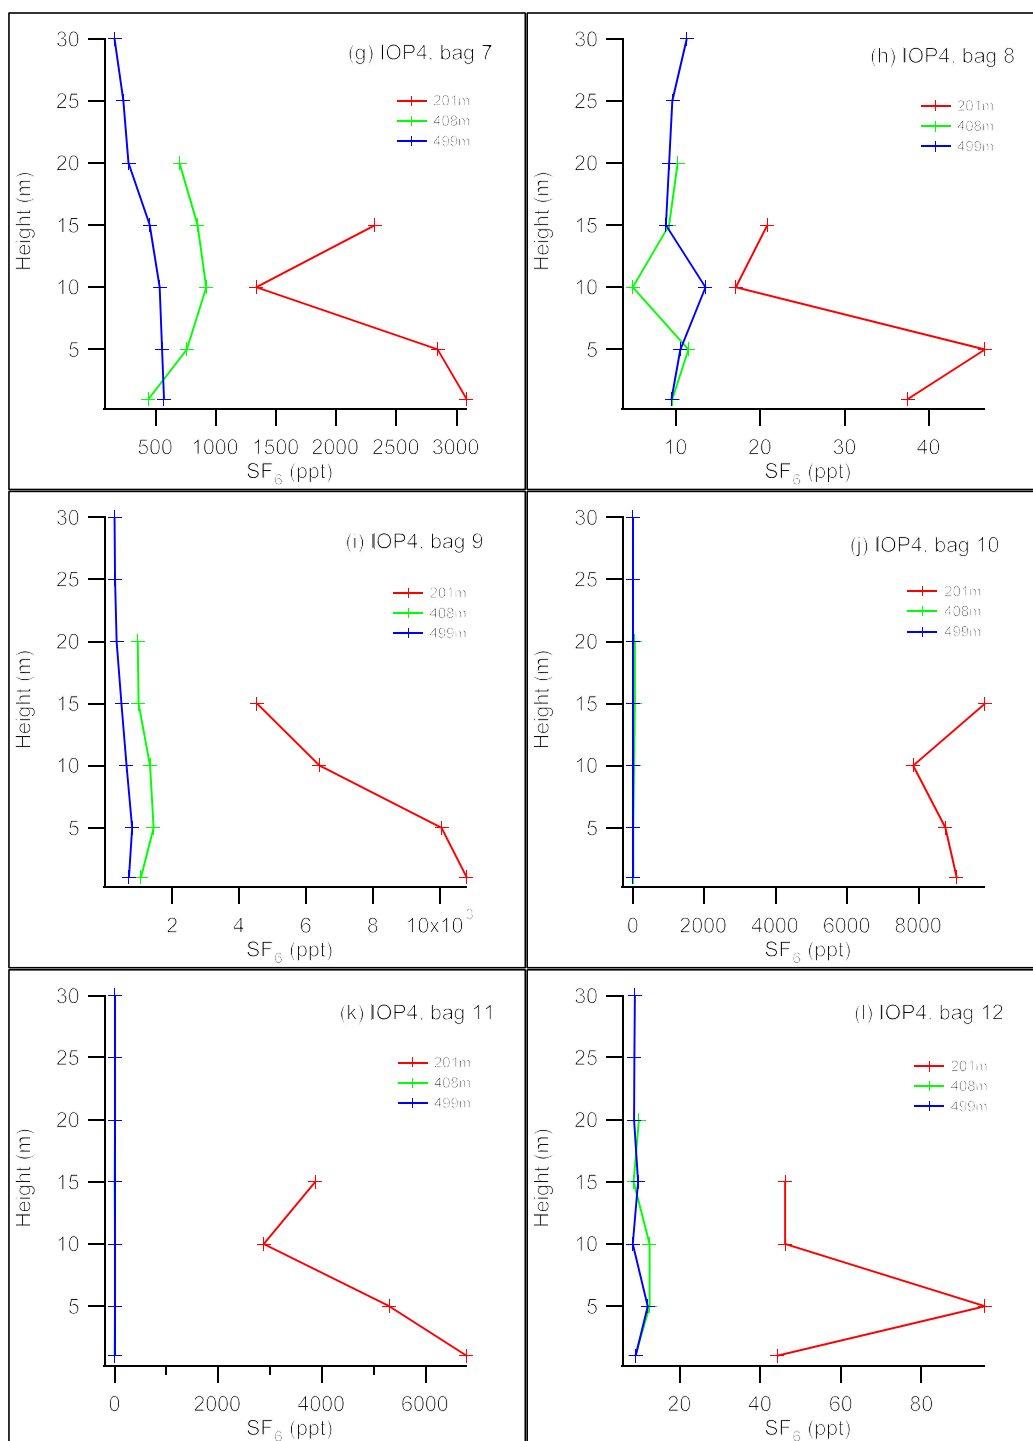 (g) IOP4, bag 7
30
25
20
15
10
5
Height (m)
201m
408m
499m
500 1000 1500 2000 2500 3000
SF6 (ppt)
(h) IOP4, bag 8
30
25
20
15
10
5
Height (m)
201m
408m
499m
10 20 30 40
SF6 (ppt)
(i) IOP4, bag 9
30
25
20
15
10
5
Height (m)
201m
408m
499m
2 4 6 8 10x10 3
SF6 (ppt)
(j) IOP4, bag 10
30
25
20
15
10
5
Height (m)
201m
408m
499m
0 2000 4000 6000 8000
SF6 (ppt)
(k) IOP4, bag 11
30
25
20
15
10
5
Height (m)
201m
408m
499m
0 2000 4000 6000
SF6 (ppt)
(l) IOP4, bag 12
30
25
20
15
10
5
Height (m)
201m
408m
499m
20 40 60 80
SF6 (ppt)